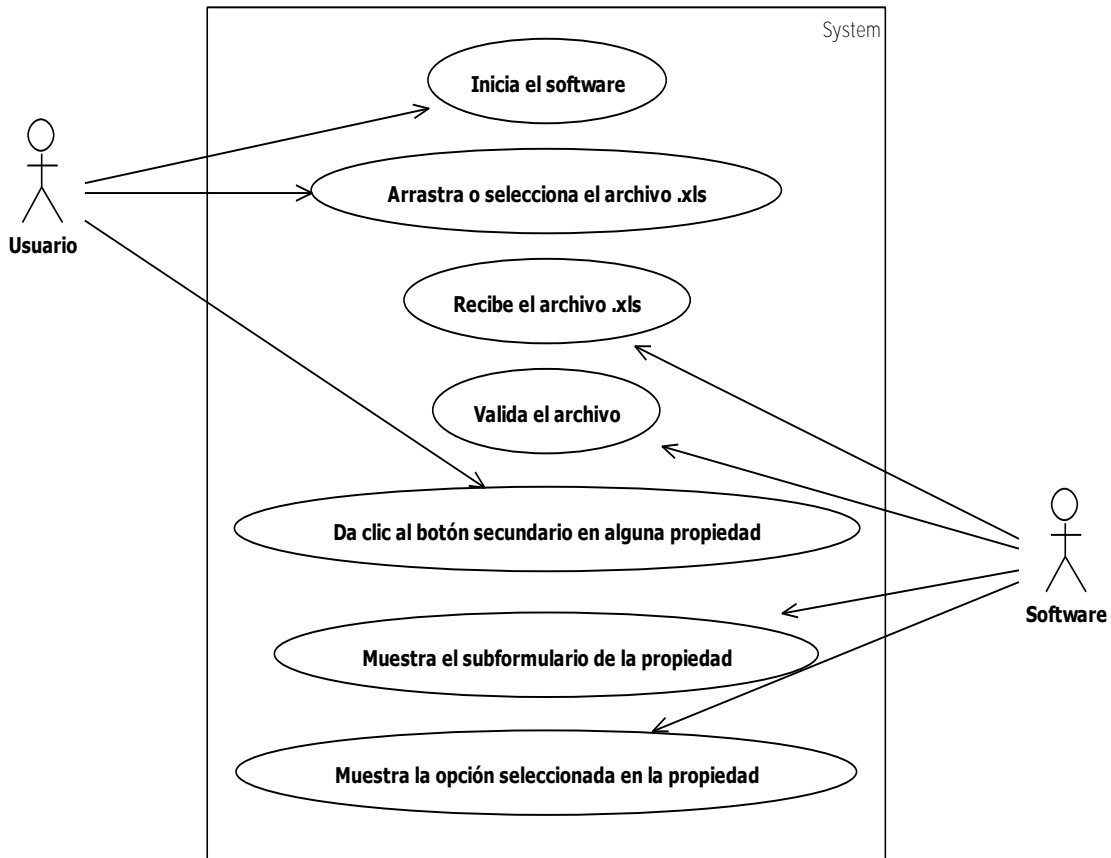 System
Inicia el software
Arrastra o selecciona el archivo .xls
Usuario
Recibe el archivo .xls
Valida el archivo
Da clic al botón secundario en alguna propiedad
Software
Muestra el subformulario de la propiedad
Muestra la opción seleccionada en la propiedad